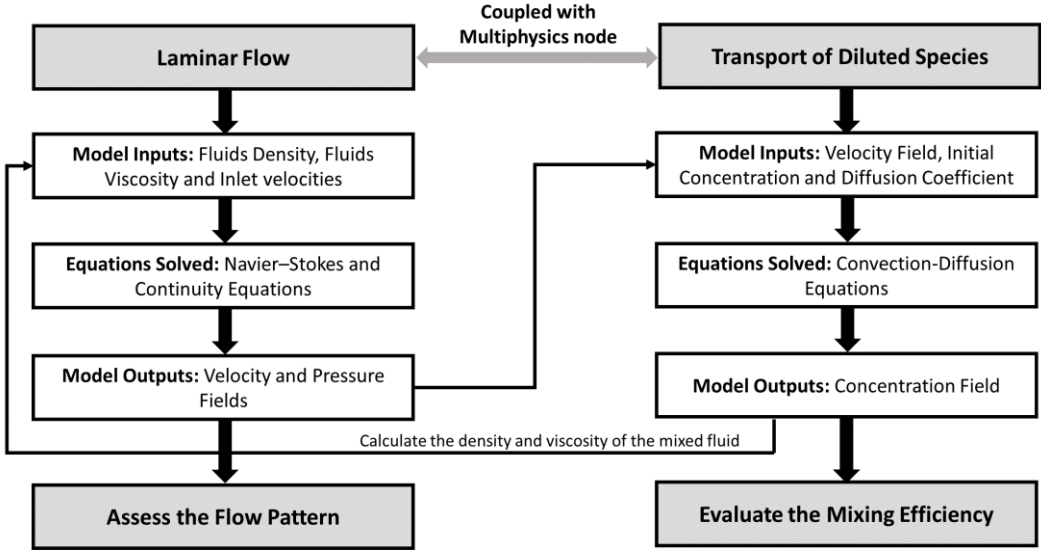 Coupled with
Multiphysics node
Laminar Flow
Transport of Diluted Species
Model Inputs: Fluids Density, Fluids
Viscosity and Inlet velocities
Model Inputs: Velocity Field, Initial
Concentration and Diffusion Coefficient
Equations Solved: Navier–Stokes and
Continuity Equations
Equations Solved: Convection-Diffusion
Equations
Model Outputs: Velocity and Pressure
Fields
Model Outputs: Concentration Field
Calculate the density and viscosity of the mixed fluid
Assess the Flow Pattern
Evaluate the Mixing Efficiency